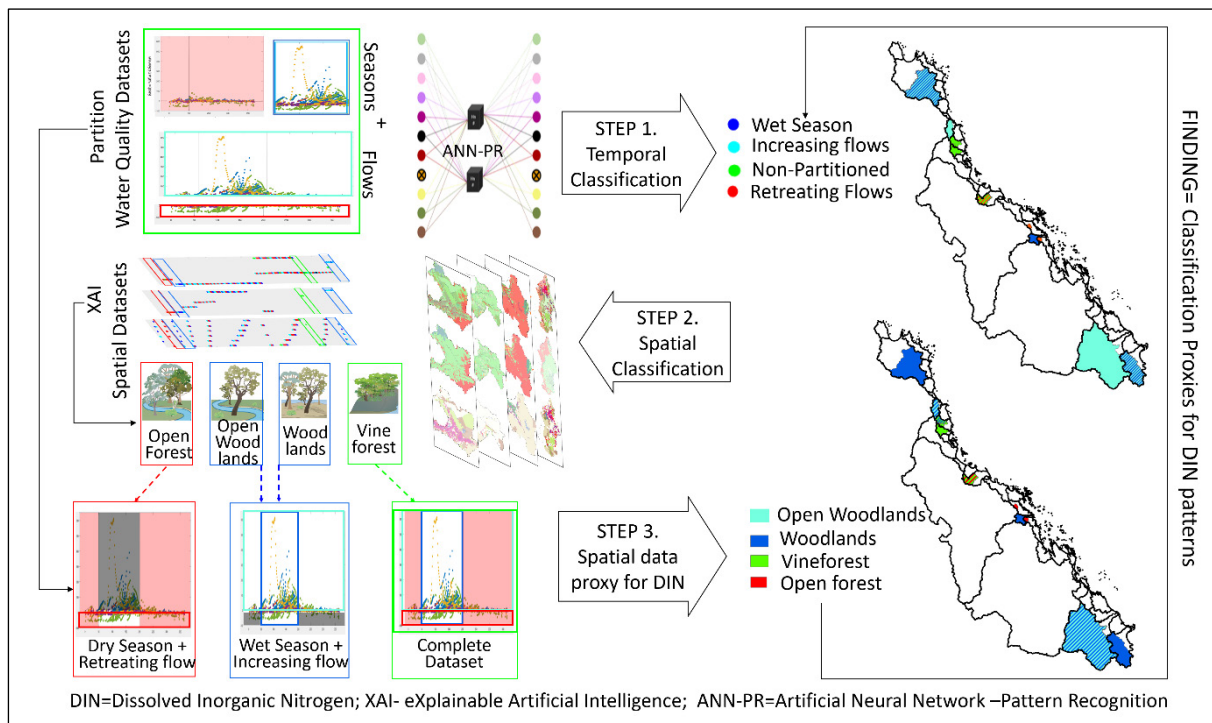 Partition
Water Quality Datasets
Seasons +
Flows
ANN-PR
STEP 1.
Temporal
Classification
Wet Season
Increasing flows
Non-Partitioned
Retreating Flows
XAI
Spatial Datasets
STEP 2.
Spatial
Classification
Open
Forest
Open
Wood
lands
Wood
lands
Vine
forest
Dry Season +
Retreating flow
Wet Season +
Increasing flow
Complete
Dataset
STEP 3.
Spatial data
proxy for DIN
Open Woodlands
Woodlands
Vineforest
Open forest
FINDING= Classification Proxies for DIN patterns
DIN=Dissolved Inorganic Nitrogen; XAI- eXplainable Artificial Intelligence; ANN-PR=Artificial Neural Network –Pattern Recognition